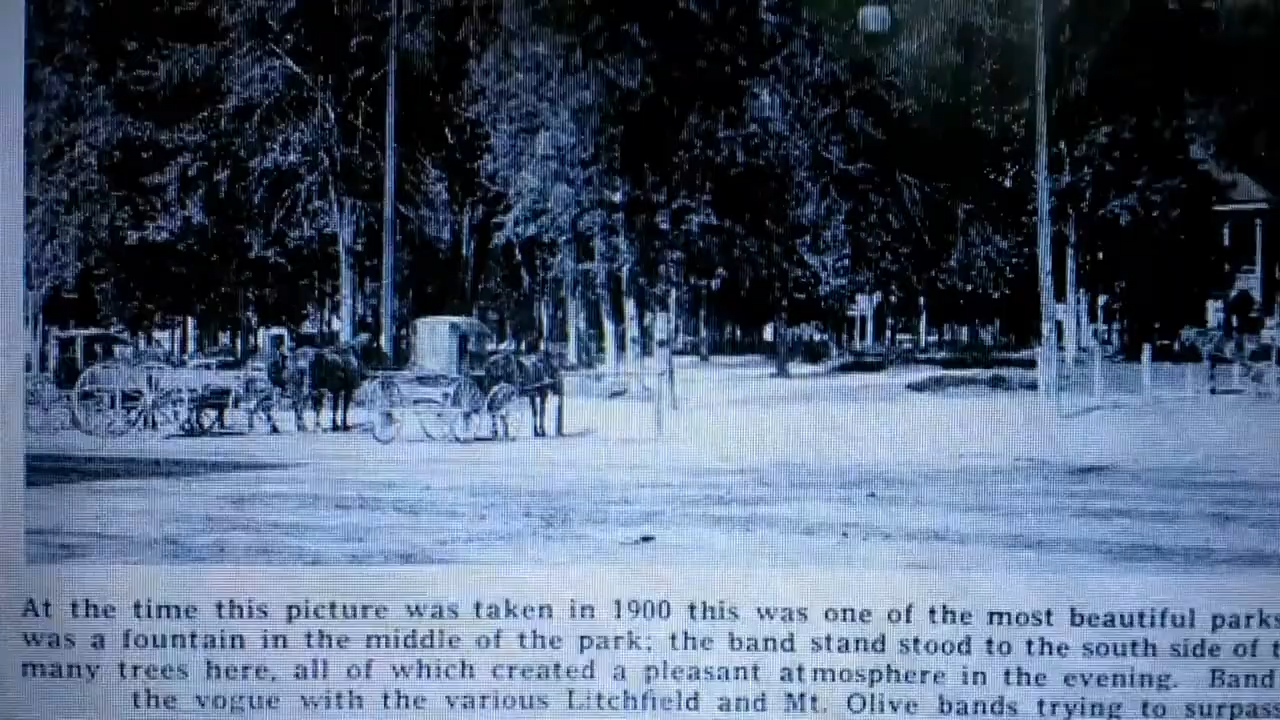 At the time this picture was taken in 1900 this was one of the most beautiful parks
was a fountain in the middle of the park; the band stand stood to the south side of
many trees here, all of which created a pleasant atmosphere in the evening. Band
the vogue with the various Litchfield and Mt. Olive bands trying to surpass